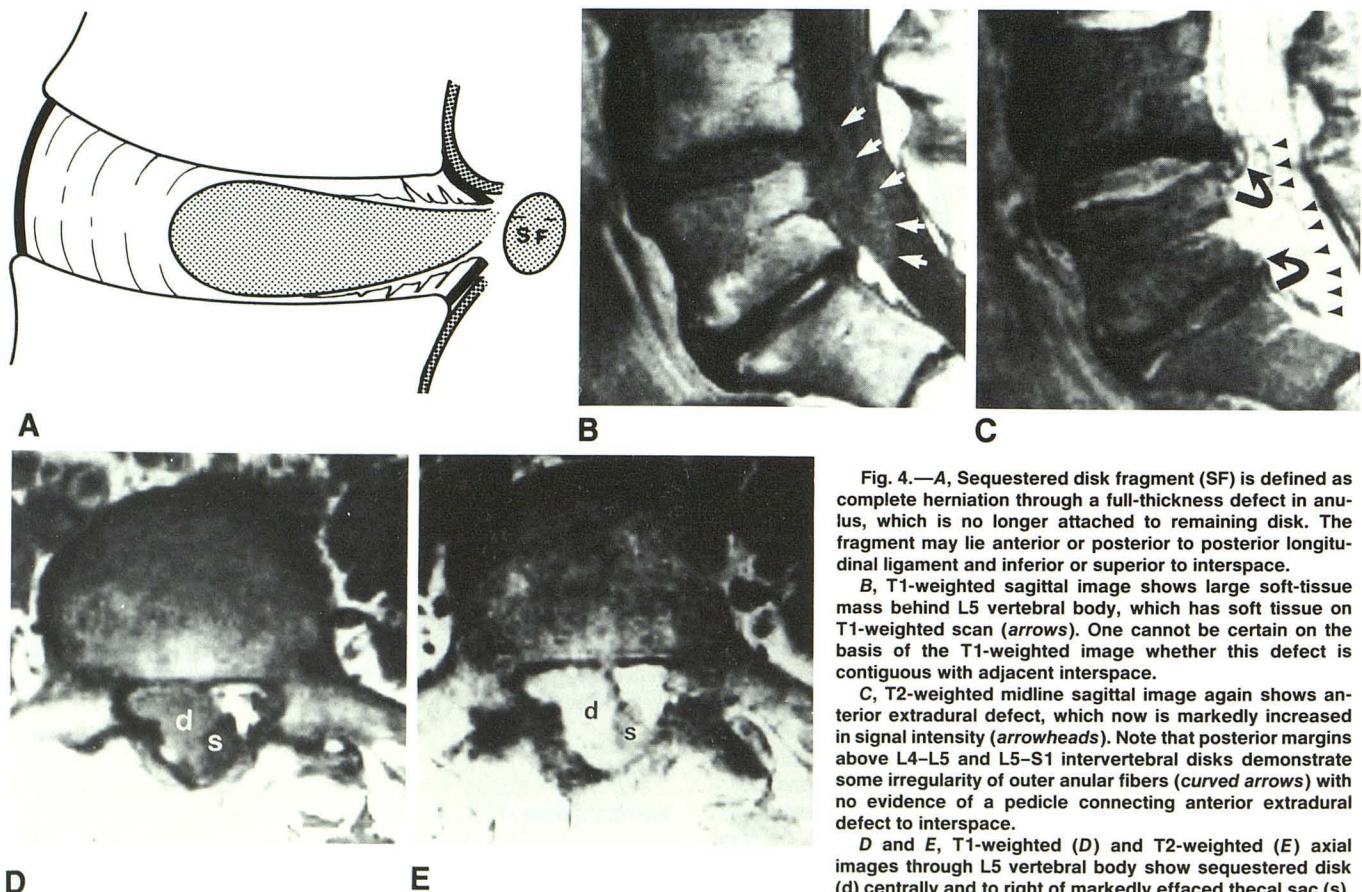 SF
A
B
C
d
s
d
s
D
E
Fig. 4.—A, Sequestered disk fragment (SF) is defined as
complete herniation through a full-thickness defect in anu-
lus, which is no longer attached to remaining disk. The
fragment may lie anterior or posterior to posterior longitu-
dinal ligament and inferior or superior to interspace.
B, T1-weighted sagittal image shows large soft-tissue
mass behind L5 vertebral body, which has soft tissue on
T1-weighted scan (arrows). One cannot be certain on the
basis of the T1-weighted image whether this defect is
contiguous with adjacent interspace.
C, T2-weighted midline sagittal image again shows an-
terior extradural defect, which now is markedly increased
in signal intensity (arrowheads). Note that posterior margins
above L4–L5 and L5–S1 intervertebral disks demonstrate
some irregularity of outer anular fibers (curved arrows) with
no evidence of a pedicle connecting anterior extradural
defect to interspace.
D and E, T1-weighted (D) and T2-weighted (E) axial
images through L5 vertebral body show sequestered disk
(d) centrally and to right of markedly effaced thecal sac (s).